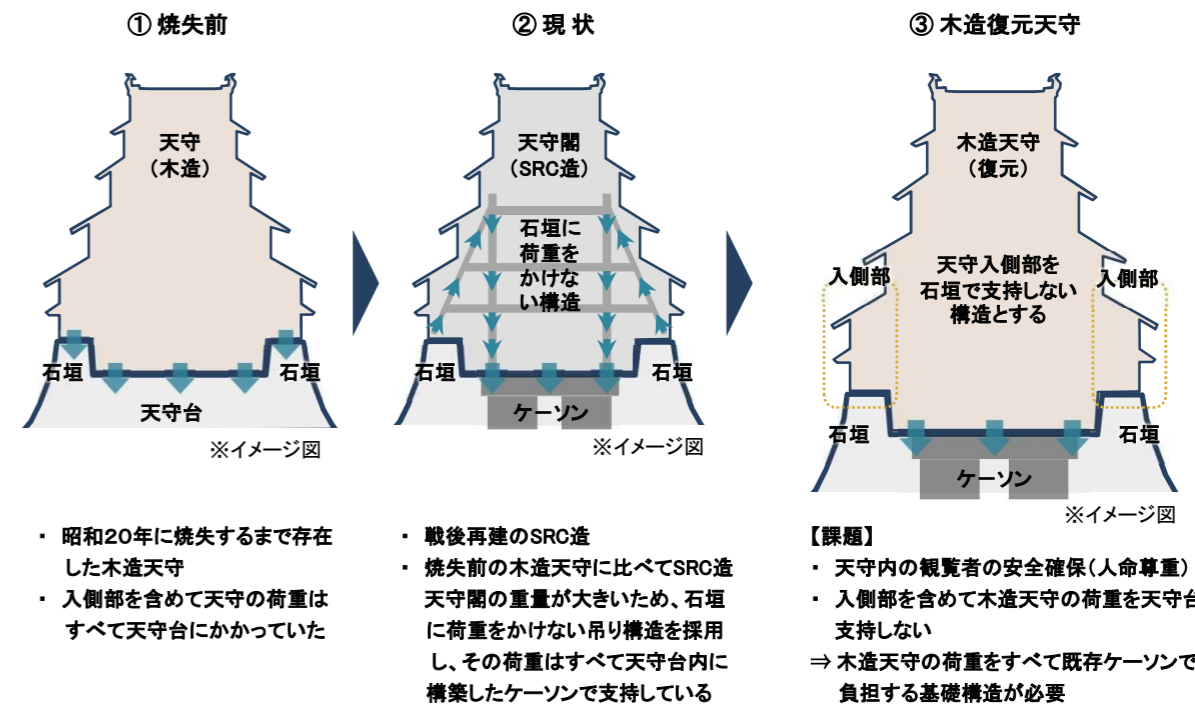 ① 焼失前
天守
（木造）
石垣
石垣
天守台
※イメージ図
・ 昭和20年に焼失するまで存在
した木造天守
・ 入側部を含めて天守の荷重は
すべて天守台にかかっていた
② 現 状
天守閣
（SRC造）
石垣に
荷重を
かけな
い構造
石垣
石垣
ケーソン
※イメージ図
・ 戦後再建のSRC造
・ 焼失前の木造天守に比べてSRC造
天守閣の重量が大きいため、石垣
に荷重をかけない吊り構造を採用
し、その荷重はすべて天守台内に
構築したケーソンで支持している
③ 木造復元天守
木造天守
（復元）
入側部
天守入側部を
石垣で支持しない
構造とする
入側部
石垣
石垣
ケーソン
※イメージ図
【課題】
・ 天守内の観覧者の安全確保（人命尊重）
・ 入側部を含めて木造天守の荷重を天守台
支持しない
⇒ 木造天守の荷重をすべて既存ケーソンで
負担する基礎構造が必要